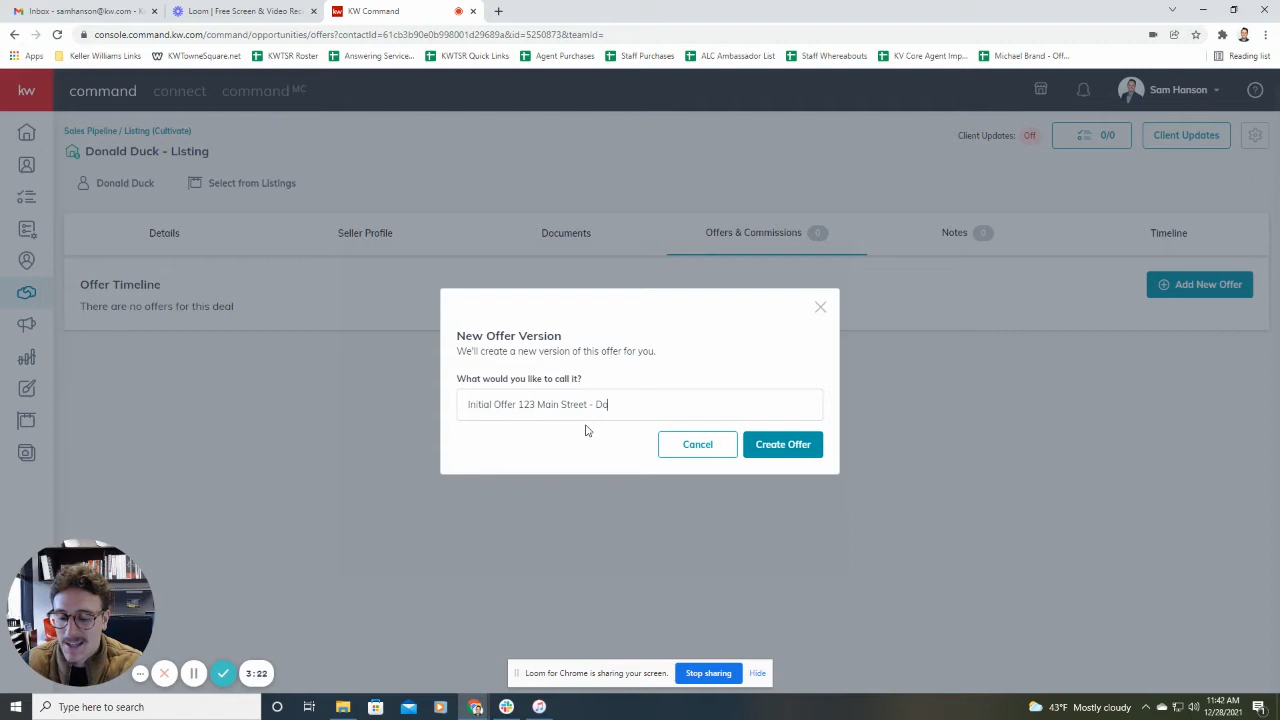 Inbox - samhanson@kw.com - K
Loom | Free Screen & Video Rec
KW Command
console.command.kw.com/command/opportunities/offers?contactId=61cb3b90e0b998001d29689a&id=5250873&teamId=
Apps
Keller Williams Links
KWTowneSquare.net
KWTSR Roster
Answering Service...
KWTSR Quick Links
Agent Purchases
Staff Purchases
ALC Ambassador List
Staff Whereabouts
KV Core Agent Imp...
Michael Brand - Off...
Reading list
kw
command
connect
command MC
Sam Hanson
Sales Pipeline / Listing (Cultivate)
Donald Duck - Listing
Client Updates:
Off
0/0
Client Updates
Donald Duck
Select from Listings
Details
Seller Profile
Documents
Offers & Commissions 0
Notes 0
Timeline
Offer Timeline
There are no offers for this deal
Add New Offer
New Offer Version
We'll create a new version of this offer for you.
What would you like to call it?
Initial Offer 123 Main Street - Do
Cancel
Create Offer
3:22
Loom for Chrome is sharing your screen.
Stop sharing
Hide
Type here to search
43°F Mostly cloudy
11:42 AM
12/28/2021